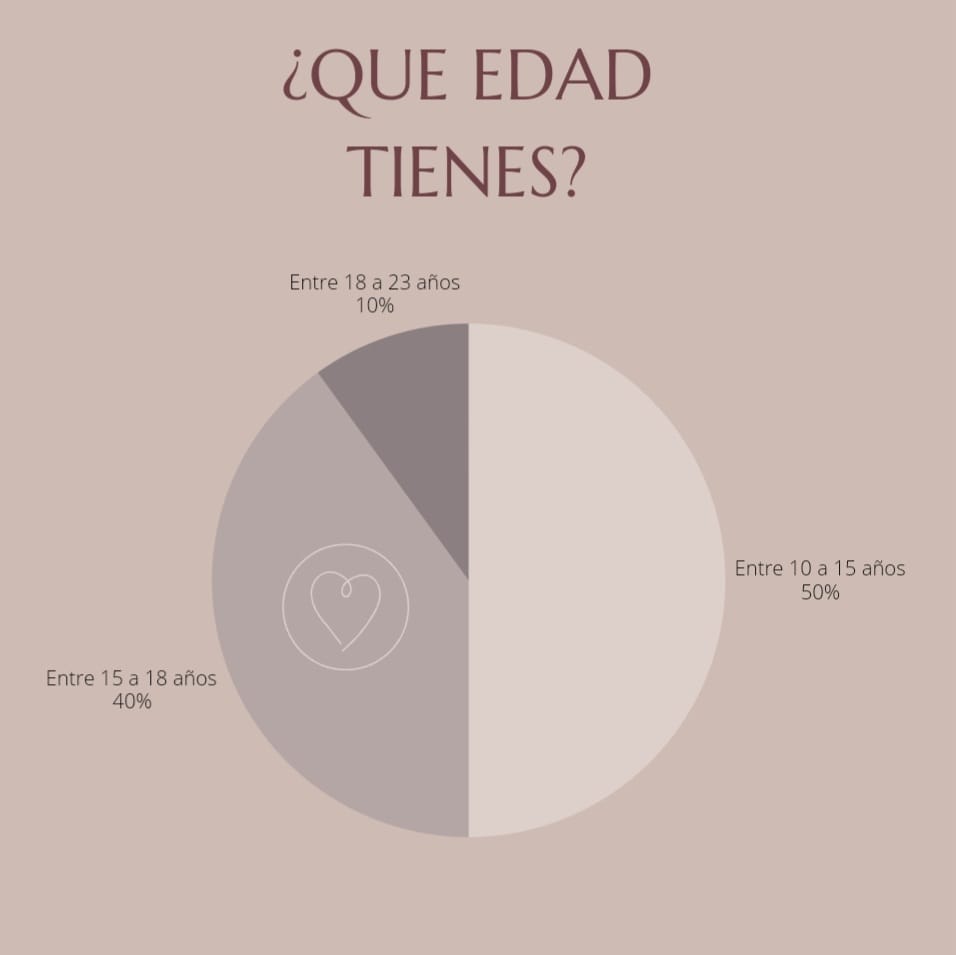 ¿QUE EDAD
TIENES?
Entre 18 a 23 años
10%
Entre 10 a 15 años
50%
Entre 15 a 18 años
40%